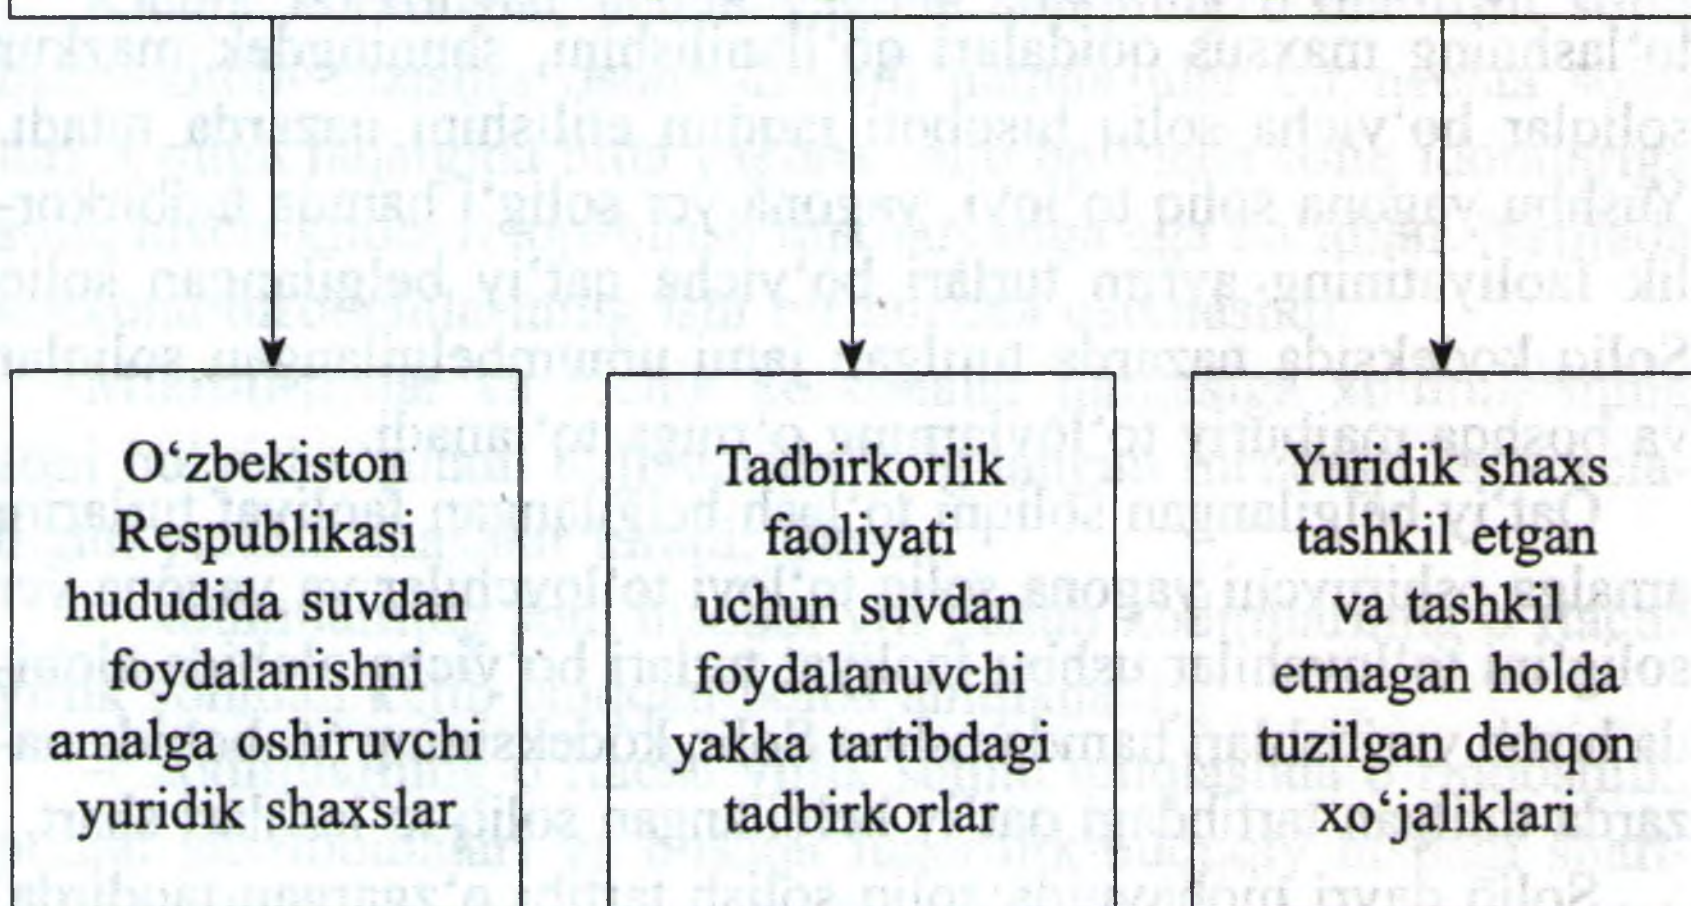 O‘zbekiston
Respublikasi
hududida suvdan
foydalanishni
amalga oshiruvchi
yuridik shaxslar
Tadbirkorlik
faoliyati
uchun suvdan
foydalanuvchi
yakka tartibdagi
tadbirkorlar
Yuridik shaxs
tashkil etgan
va tashkil
etmagan holda
tuzilgan dehqon
xo‘jaliklari